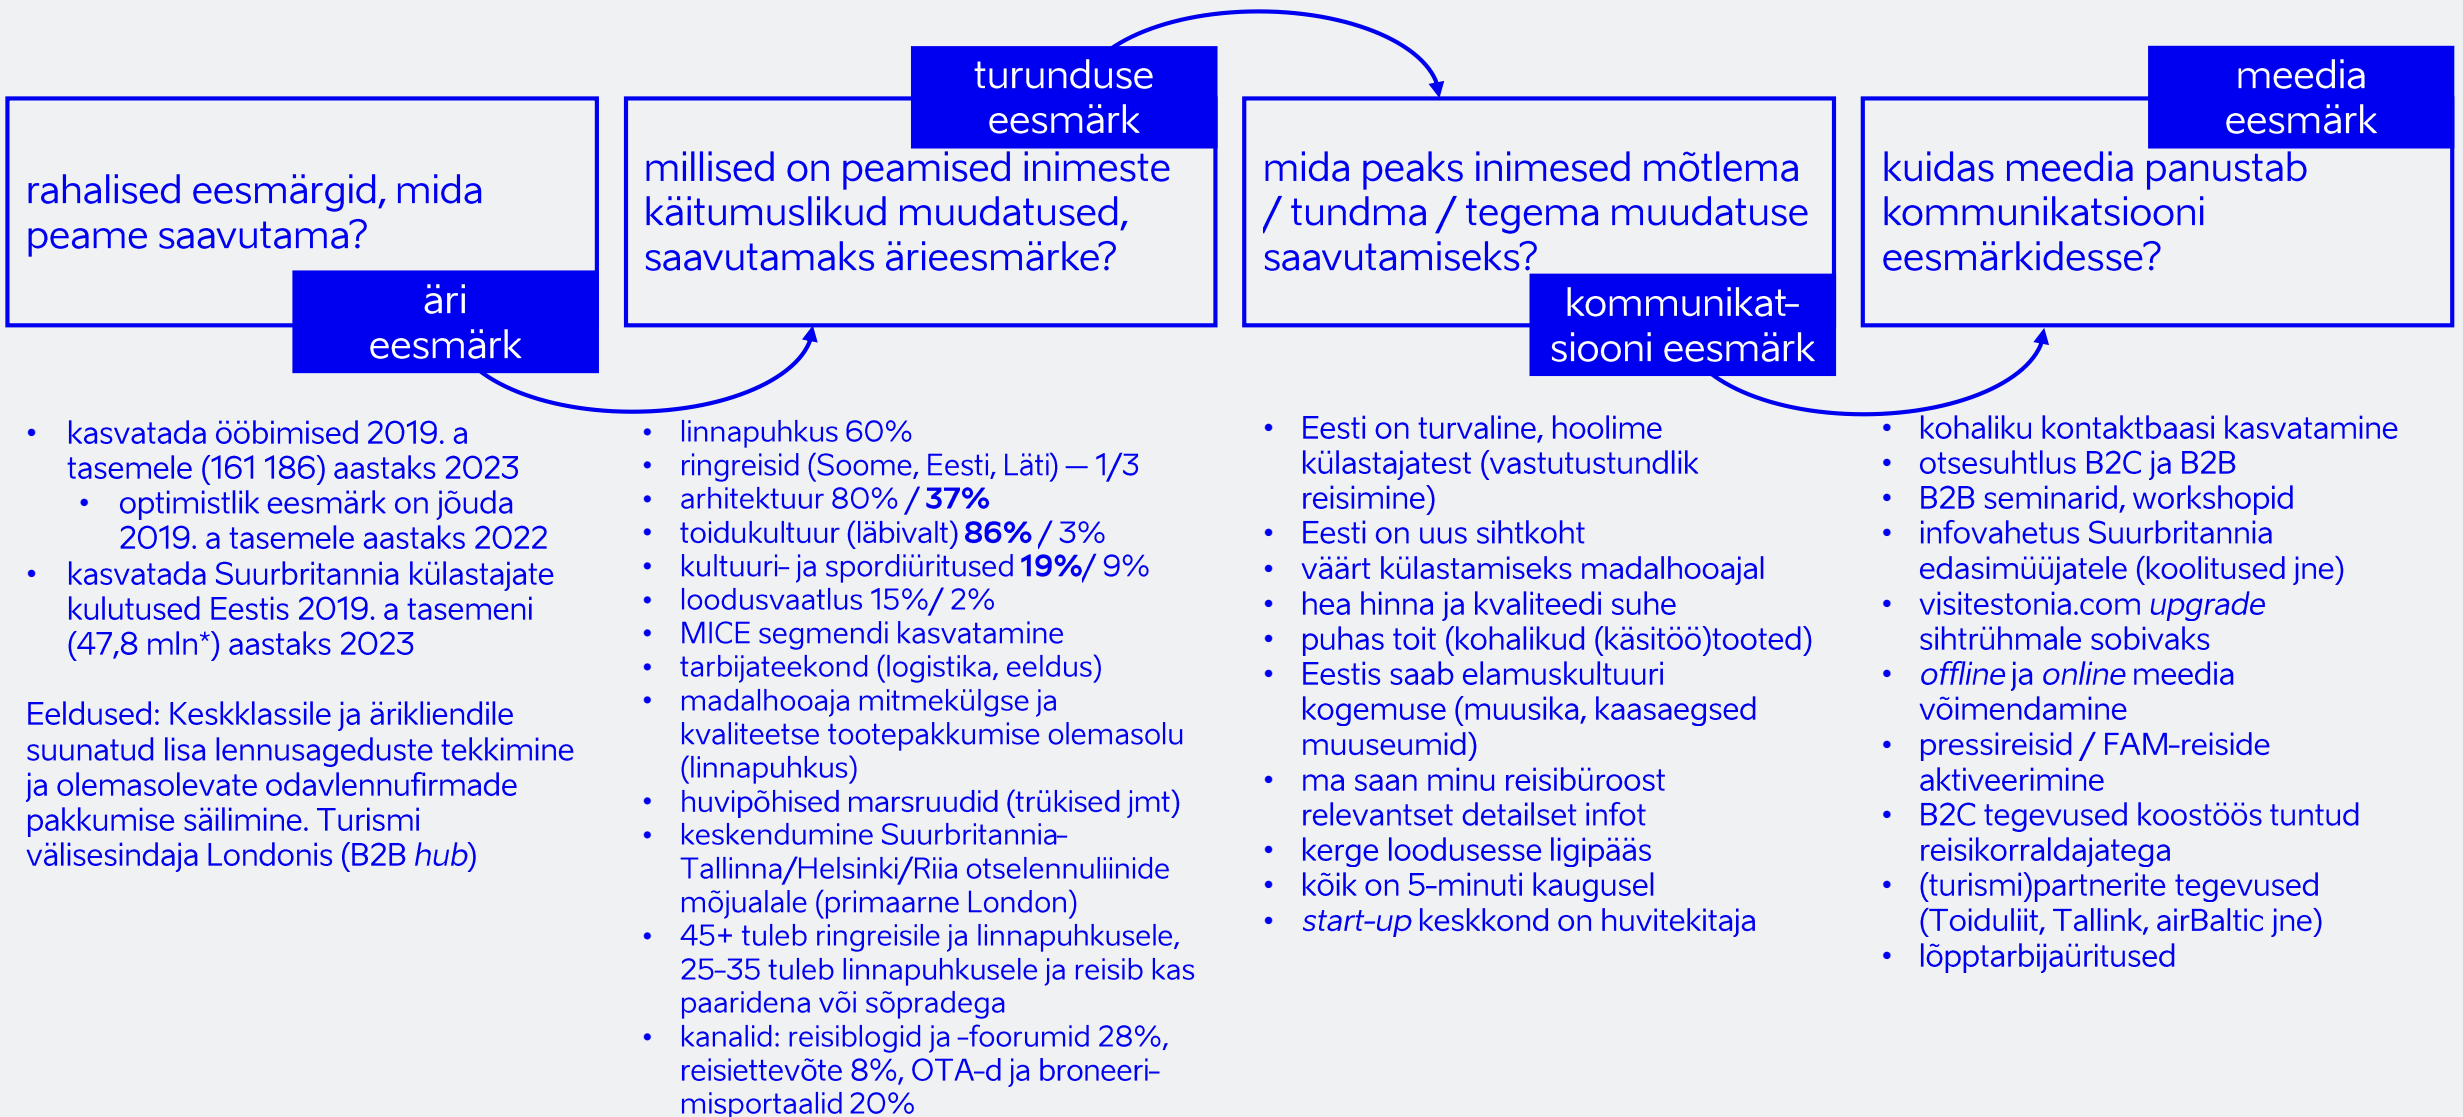 rahalised eesmärgid, mida
peame saavutama?
äri
eesmärk
• kasvatada ööbimised 2019. a
tasemele (161 186) aastaks 2023
• optimistlik eesmärk on jõuda
2019. a tasemele aastaks 2022
• kasvatada Suurbritannia külastajate
kulutused Eestis 2019. a tasemeni
(47,8 mln*) aastaks 2023
Eeldused: Keskklassile ja ärikliendile
suunatud lisa lennusageduste tekkimine
ja olemasolevate odavlennufirmade
pakkumise säilimine. Turismi
välisesindaja Londonis (B2B hub)
turunduse
eesmärk
millised on peamised inimeste
käitumuslikud muudatused,
saavutamaks ärieesmärke?
• linnapuhkus 60%
• ringreisid (Soome, Eesti, Läti) – 1/3
• arhitektuur 80% / 37%
• toidukultuur (läbivalt) 86% / 3%
• kultuuri- ja spordiüritused 19%/ 9%
• loodusvaatlus 15%/ 2%
• MICE segmendi kasvatamine
• tarbijateekond (logistika, eeldus)
• madalhooaja mitmekülgse ja
kvaliteetse tootepakkumise olemasolu
(linnapuhkus)
• huvipõhised marsruudid (trükised jmt)
• keskendumine Suurbritannia-
Tallinna/Helsinki/Riia otselennuliinide
mõjualale (primaarne London)
• 45+ tuleb ringreisile ja linnapuhkusele,
25-35 tuleb linnapuhkusele ja reisib kas
paaridena või sõpradega
• kanalid: reisiblogid ja -foorumid 28%,
reisiettevõte 8%, OTA-d ja broneeri-
misportaalid 20%
mida peaks inimesed mõtlema
/ tundma / tegema muudatuse
saavutamiseks?
kommunikat-
siooni eesmärk
• Eesti on turvaline, hoolime
külastajatest (vastutustundlik
reisimine)
• Eesti on uus sihtkoht
• väärt külastamiseks madalhooajal
• hea hinna ja kvaliteedi suhe
• puhas toit (kohalikud (käsitöö)tooted)
• Eestis saab elamuskultuuri
kogemuse (muusika, kaasaegsed
muuseumid)
• ma saan minu reisibüroost
relevantset detailset infot
• kerge loodusesse ligipääs
• kõik on 5-minuti kaugusel
• start-up keskkond on huvitekitaja
meedia
eesmärk
kuidas meedia panustab
kommunikatsiooni
eesmärkidesse?
• kohaliku kontaktbaasi kasvatamine
• otsesuhtlus B2C ja B2B
• B2B seminarid, workshopid
• infovahetus Suurbritannia
edasimüüjatele (koolitused jne)
• visitestonia.com upgrade
sihtrühmale sobivaks
• offline ja online meedia
võimendamine
• pressireisid / FAM-reiside
aktiveerimine
• B2C tegevused koostöös tuntud
reisikorraldajatega
• (turismi)partnerite tegevused
(Toiduliit, Tallink, airBaltic jne)
• lõpptarbijaüritused